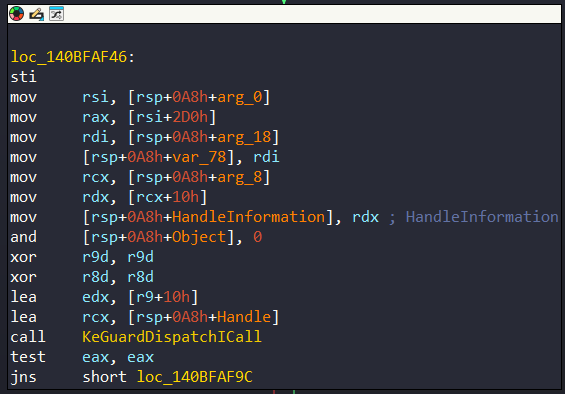 loc_140BFAF46:
sti
mov rsi, [rsp+0A8h+arg_0]
mov rax, [rsi+2D0h]
mov rdi, [rsp+0A8h+arg_18]
mov [rsp+0A8h+var_78], rdi
mov rcx, [rsp+0A8h+arg_8]
mov rdx, [rcx+10h]
mov [rsp+0A8h+HandleInformation], rdx ; HandleInformation
and [rsp+0A8h+Object], 0
xor r9d, r9d
xor r8d, r8d
lea edx, [r9+10h]
lea rcx, [rsp+0A8h+Handle]
call KeGuardDispatchICall
test eax, eax
jns short loc_140BFAF9C